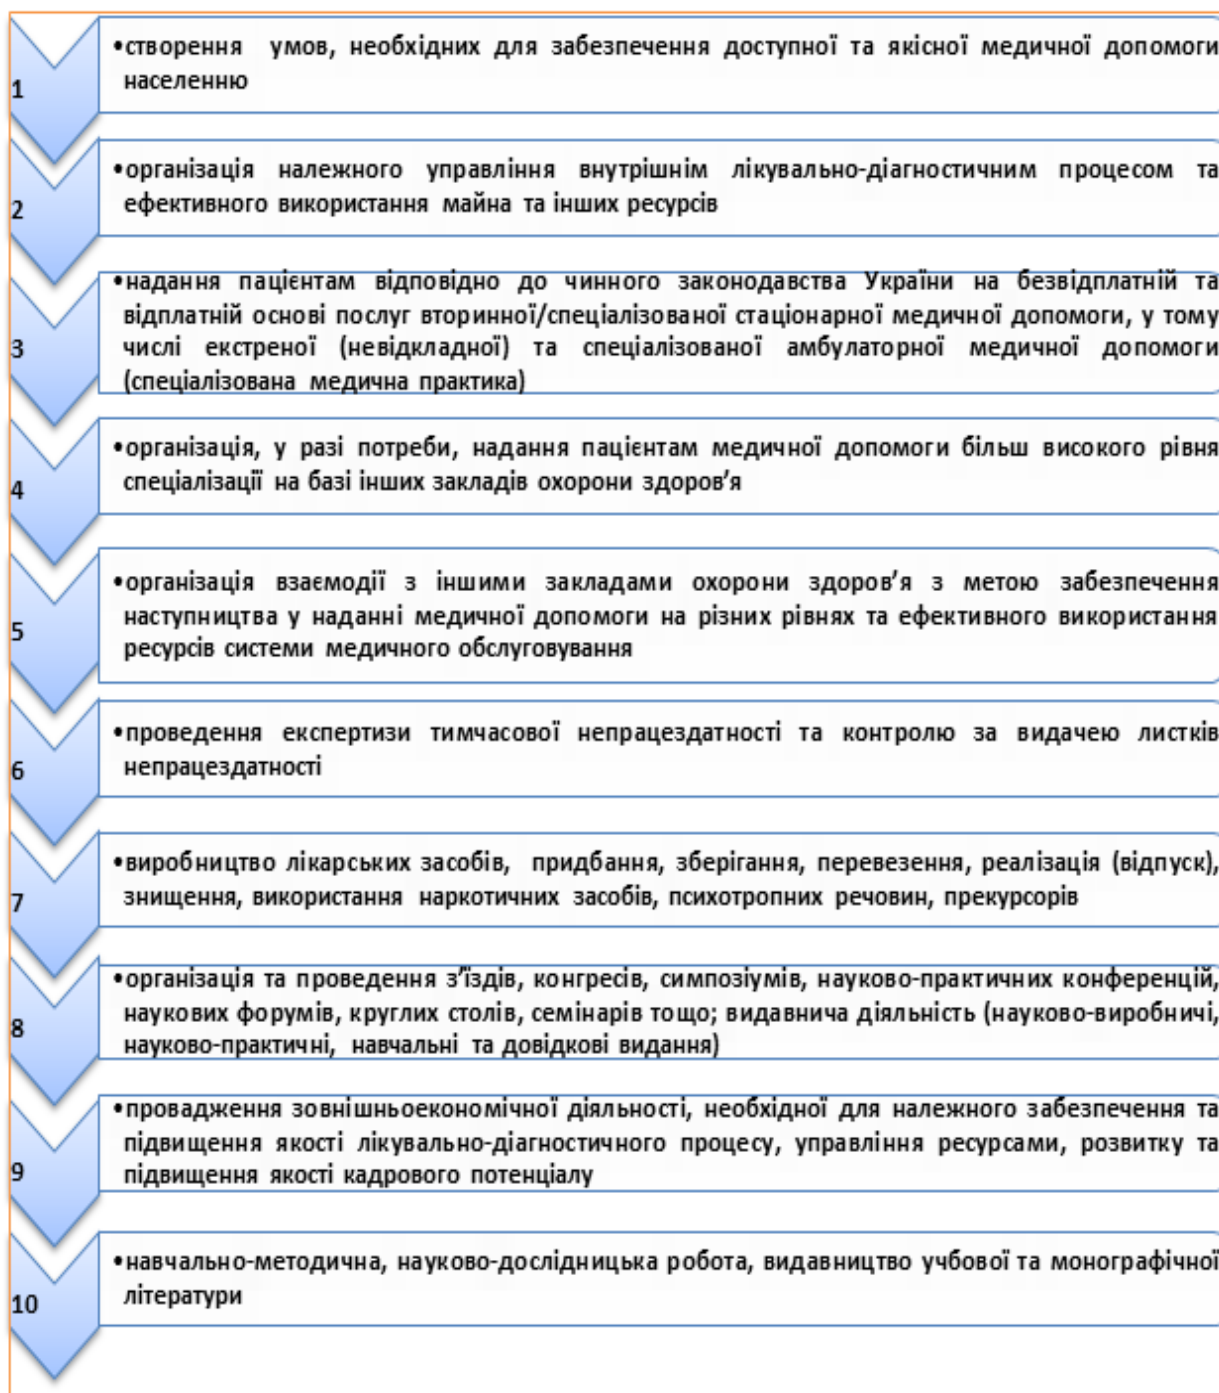 1
•створення умов, необхідних для забезпечення доступної та якісної медичної допомоги
населенню
2
•організація належного управління внутрішнім лікувально-діагностичним процесом та
ефективного використання майна та інших ресурсів
3
•надання пацієнтам відповідно до чинного законодавства України на безвідплатній та
відплатній основі послуг вторинної/спеціалізованої стаціонарної медичної допомоги, у тому
числі екстреної (невідкладної) та спеціалізованої амбулаторної медичної допомоги
(спеціалізована медична практика)
4
•організація, у разі потреби, надання пацієнтам медичної допомоги більш високого рівня
спеціалізації на базі інших закладів охорони здоров’я
5
•організація взаємодії з іншими закладами охорони здоров’я з метою забезпечення
наступництва у наданні медичної допомоги на різних рівнях та ефективного використання
ресурсів системи медичного обслуговування
6
•проведення експертизи тимчасової непрацездатності та контролю за видачею листків
непрацездатності
7
•виробництво лікарських засобів, придбання, зберігання, перевезення, реалізація (відпуск),
знищення, використання наркотичних засобів, психотропних речовин, прекурсорів
8
•організація та проведення з’їздів, конгресів, симпозіумів, науково-практичних конференцій,
наукових форумів, круглих столів, семінарів тощо; видавнича діяльність (науково-виробничі,
науково-практичні, навчальні та довідкові видання)
9
•провадження зовнішньоекономічної діяльності, необхідної для належного забезпечення та
підвищення якості лікувально-діагностичного процесу, управління ресурсами, розвитку та
підвищення якості кадрового потенціалу
10
•навчально-методична, науково-дослідницька робота, видавництво учбової та монографічної
літератури